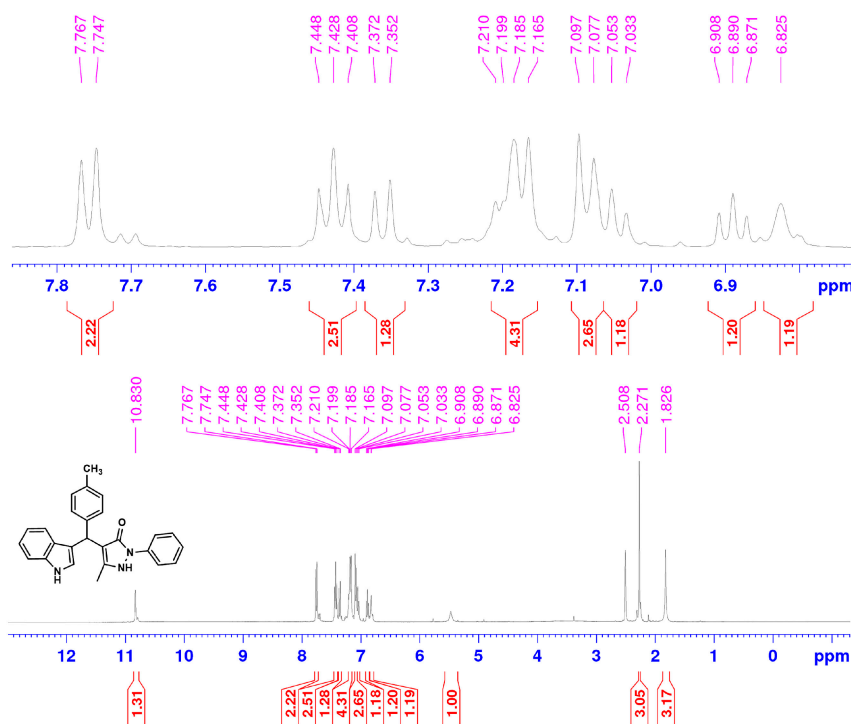 7.767 7.747 7.448 7.428 7.408 7.372 7.352 7.210 7.199 7.185 7.165 7.097 7.077 7.053 7.033 6.908 6.890 6.871 6.825
7.8 7.7 7.6 7.5 7.4 7.3 7.2 7.1 7.0 6.9 ppm
2.22 2.51 1.28 4.31 2.65 1.18 1.20 1.19
10.830 7.767 7.747 7.448 7.428 7.408 7.372 7.352 7.210 7.199 7.185 7.165 7.097 7.077 7.053 7.033 6.908 6.890 6.871 6.825 2.508 2.271 1.826
CH₃
O
N
N
H
NH
12 11 10 9 8 7 6 5 4 3 2 1 0 ppm
1.31 2.22 2.51 1.28 4.31 2.65 1.18 1.20 1.19 1.00 3.05 3.17